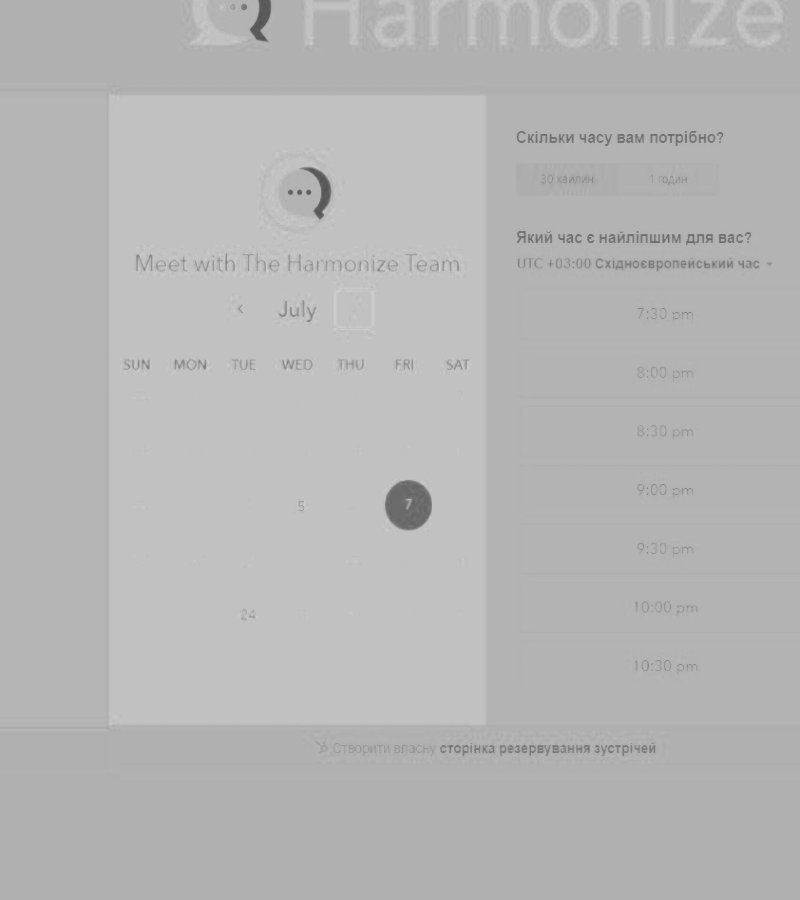 Harmonize
Meet with The Harmonize Team
‹ July
SUN MON TUE WED THU FRI SAT
5 7
24
Скільки часу вам потрібно?
30 хвилин 1 годин
Який час є найліпшим для вас?
UTC +03:00 Східноєвропейський час
7:30 pm
8:00 pm
8:30 pm
9:00 pm
9:30 pm
10:00 pm
10:30 pm
Створити власну сторінка резервування зустрічей